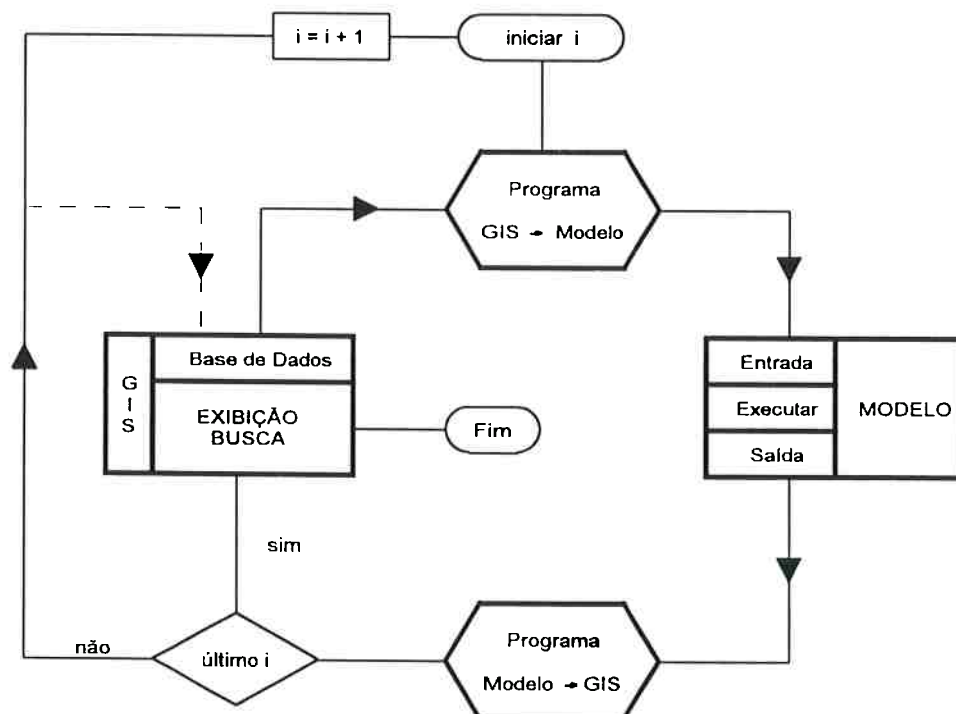 i = i + 1
iniciar i
Programa
GIS → Modelo
Base de Dados
GIS
EXIBIÇÃO
BUSCA
Fim
Entrada
Executar
Saída
MODELO
sim
não
último i
Programa
Modelo → GIS